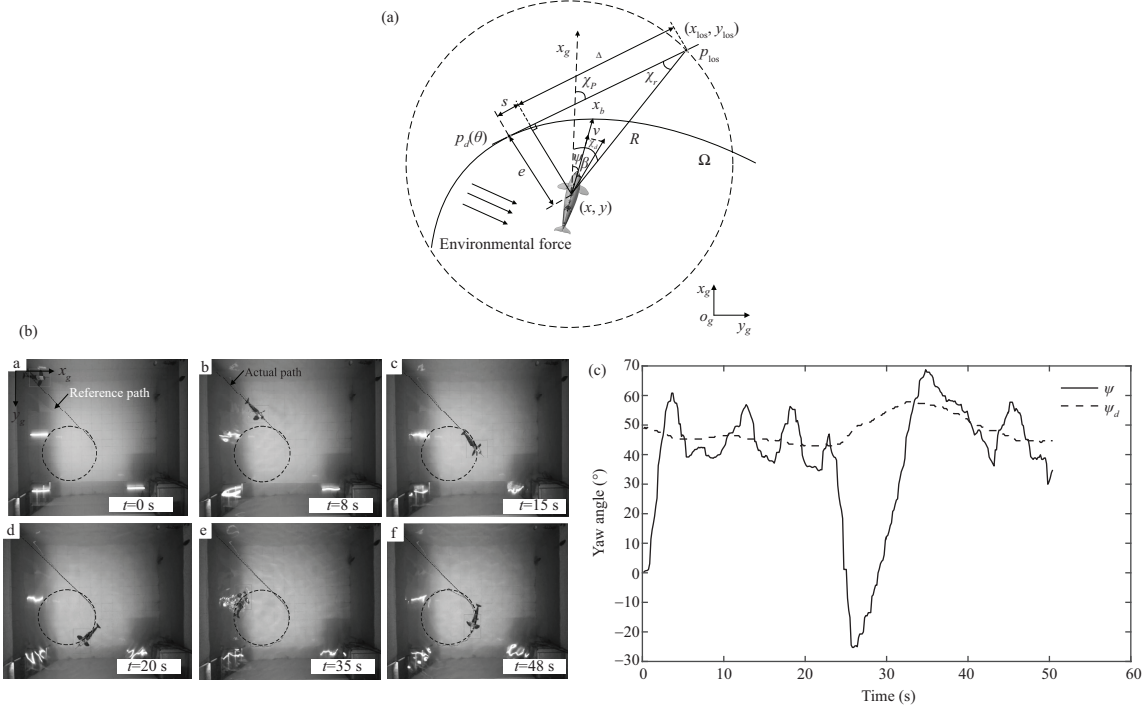 (a)
(x_los, y_los)
x_g
Δ
p_los
χ_P
χ_r
s
x_b
p_d(θ)
v
χ_d
R
Ω
e
ψ
β
(x, y)
Environmental force
x_g
o_g
y_g
(b)
a
x_g
Reference path
y_g
t=0 s
b
Actual path
t=8 s
c
t=15 s
d
t=20 s
e
t=35 s
f
t=48 s
(c)
70
60
50
40
30
20
10
0
−10
−20
−30
Yaw angle (°)
ψ
ψ_d
0
10
20
30
40
50
60
Time (s)